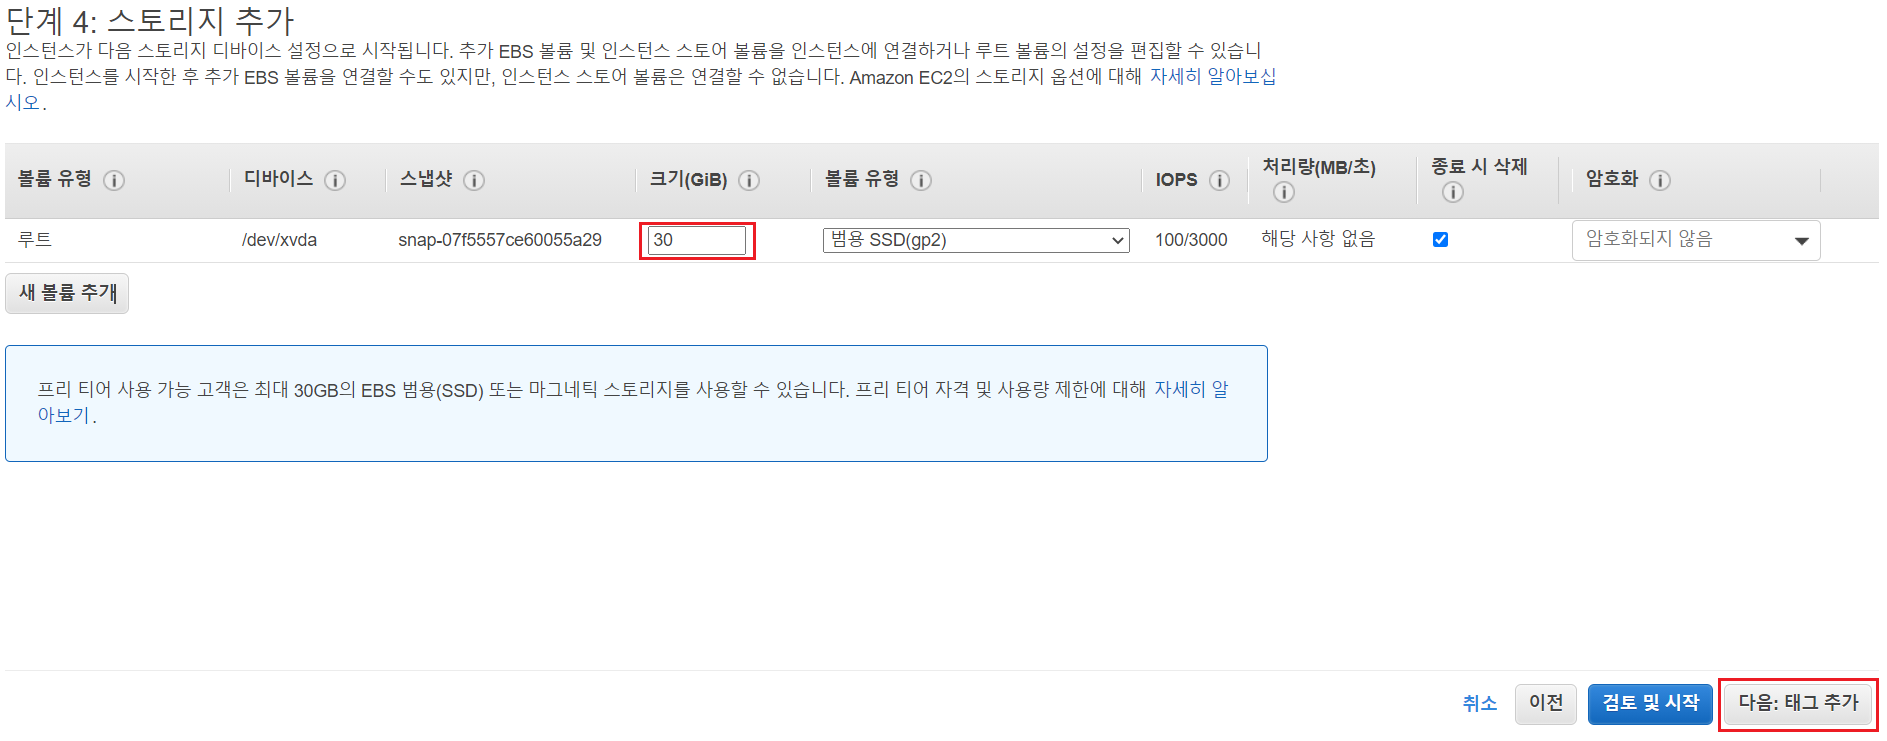 단계 4: 스토리지 추가
인스턴스가 다음 스토리지 디바이스 설정으로 시작됩니다. 추가 EBS 볼륨 및 인스턴스 스토어 볼륨을 인스턴스에 연결하거나 루트 볼륨의 설정을 편집할 수 있습니
다. 인스턴스를 시작한 후 추가 EBS 볼륨을 연결할 수도 있지만, 인스턴스 스토어 볼륨은 연결할 수 없습니다. Amazon EC2의 스토리지 옵션에 대해 자세히 알아보십
시오.
볼륨 유형 디바이스 스냅샷 크기(GiB) 볼륨 유형 IOPS 처리량(MB/초) 종료 시 삭제 암호화
루트 /dev/xvda snap-07f5557ce60055a29 30 범용 SSD(gp2) 100/3000 해당 사항 없음 암호화되지 않음
새 볼륨 추가
프리 티어 사용 가능 고객은 최대 30GB의 EBS 범용(SSD) 또는 마그네틱 스토리지를 사용할 수 있습니다. 프리 티어 자격 및 사용량 제한에 대해 자세히 알
아보기.
취소 이전 검토 및 시작 다음: 태그 추가